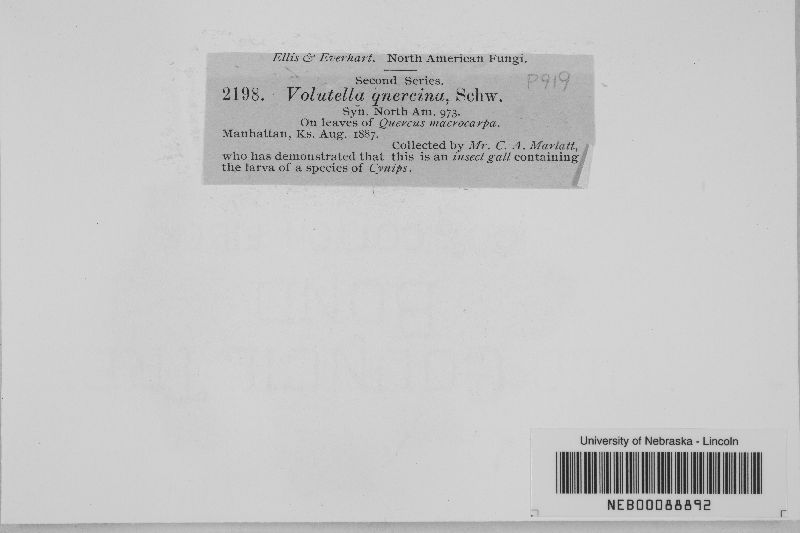 Ellis & Everhart. North American Fungi.
Second Series.
P919
2198. Volutella quercina, Schw.
Syn. North Am. 973.
On leaves of Quercus macrocarpa.
Manhattan, Ks. Aug. 1887.
Collected by Mr. C. A. Marlatt,
who has demonstrated that this is an insect gall containing
the larva of a species of Cynips.
University of Nebraska - Lincoln
NEB00088892